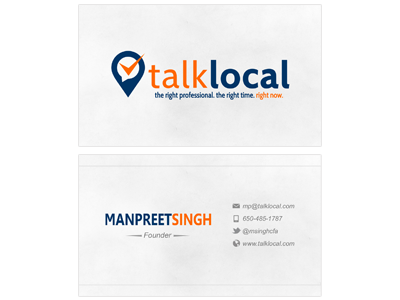 talklocal
the right professional. the right time. right now.
MANPREETSINGH
Founder
mp@talklocal.com
650-485-1787
@msinghcfa
www.talklocal.com